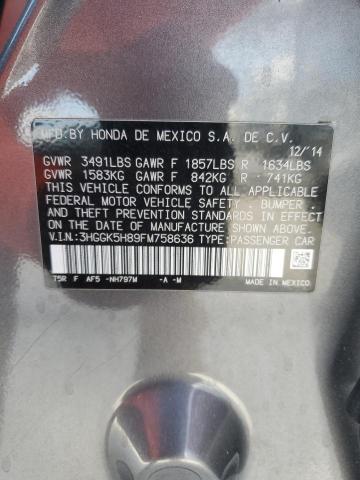 MFD.BY HONDA DE MEXICO S.A. DE C.V.
12/'14
GVWR 3491LBS GAWR F 1857LBS R 1634LBS
GVWR 1583KG GAWR F 842KG R 741KG
THIS VEHICLE CONFORMS TO ALL APPLICABLE
FEDERAL MOTOR VEHICLE SAFETY . BUMPER .
AND THEFT PREVENTION STANDARDS IN EFFECT
ON THE DATE OF MANUFACTURE SHOWN ABOVE.
V.I.N.:3HGGK5H89FM758636 TYPE:PASSENGER CAR
T5R F AF5 -NH797M -A -M
MADE IN MEXICO